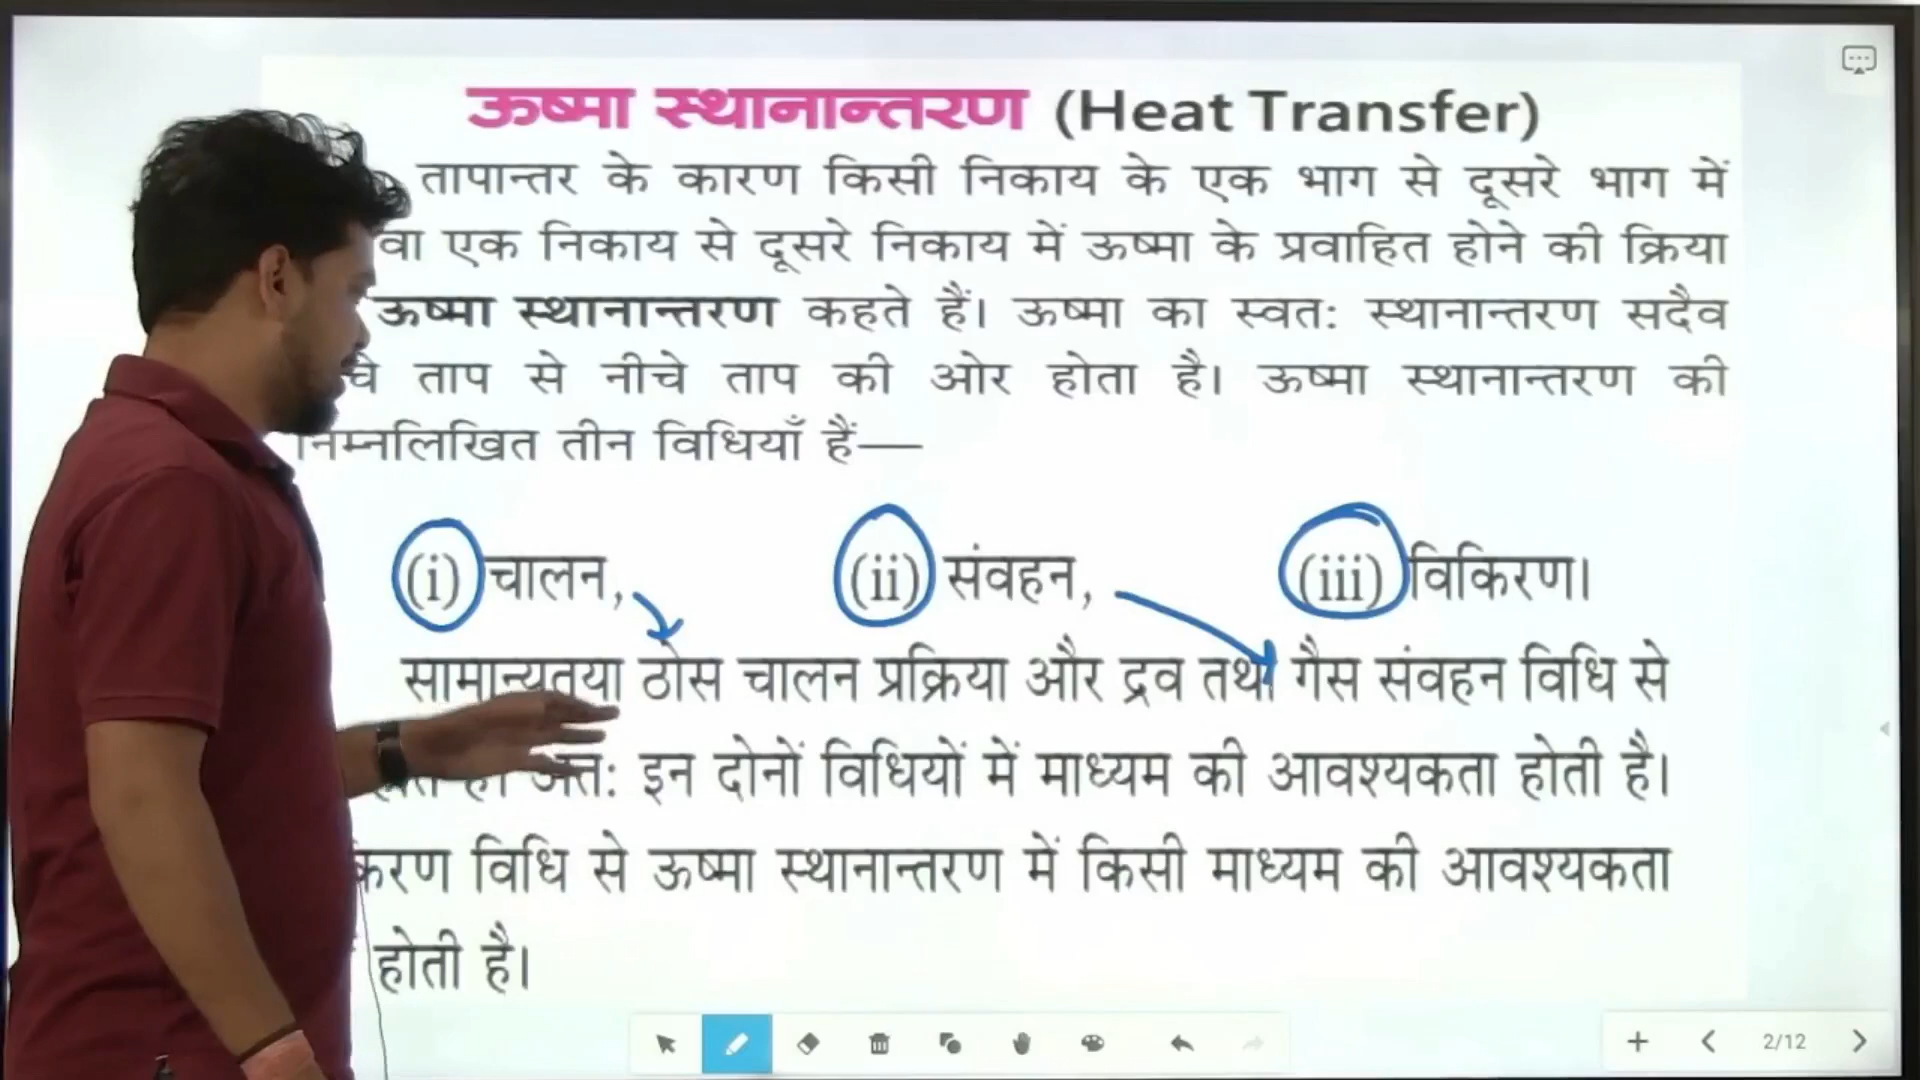 ऊष्मा स्थानान्तरण (Heat Transfer)
तापान्तर के कारण किसी निकाय के एक भाग से दूसरे भाग में
एक निकाय से दूसरे निकाय में ऊष्मा के प्रवाहित होने की क्रिया
ऊष्मा स्थानान्तरण कहते हैं। ऊष्मा का स्वत: स्थानान्तरण सदैव
ताप से नीचे ताप की ओर होता है। ऊष्मा स्थानान्तरण की
निम्नलिखित तीन विधियाँ हैं—
(i) चालन, (ii) संवहन, (iii) विकिरण।
सामान्यतया ठोस चालन प्रक्रिया और द्रव तथा गैस संवहन विधि से
अत: इन दोनों विधियों में माध्यम की आवश्यकता होती है।
विधि से ऊष्मा स्थानान्तरण में किसी माध्यम की आवश्यकता
होती है।
2/12